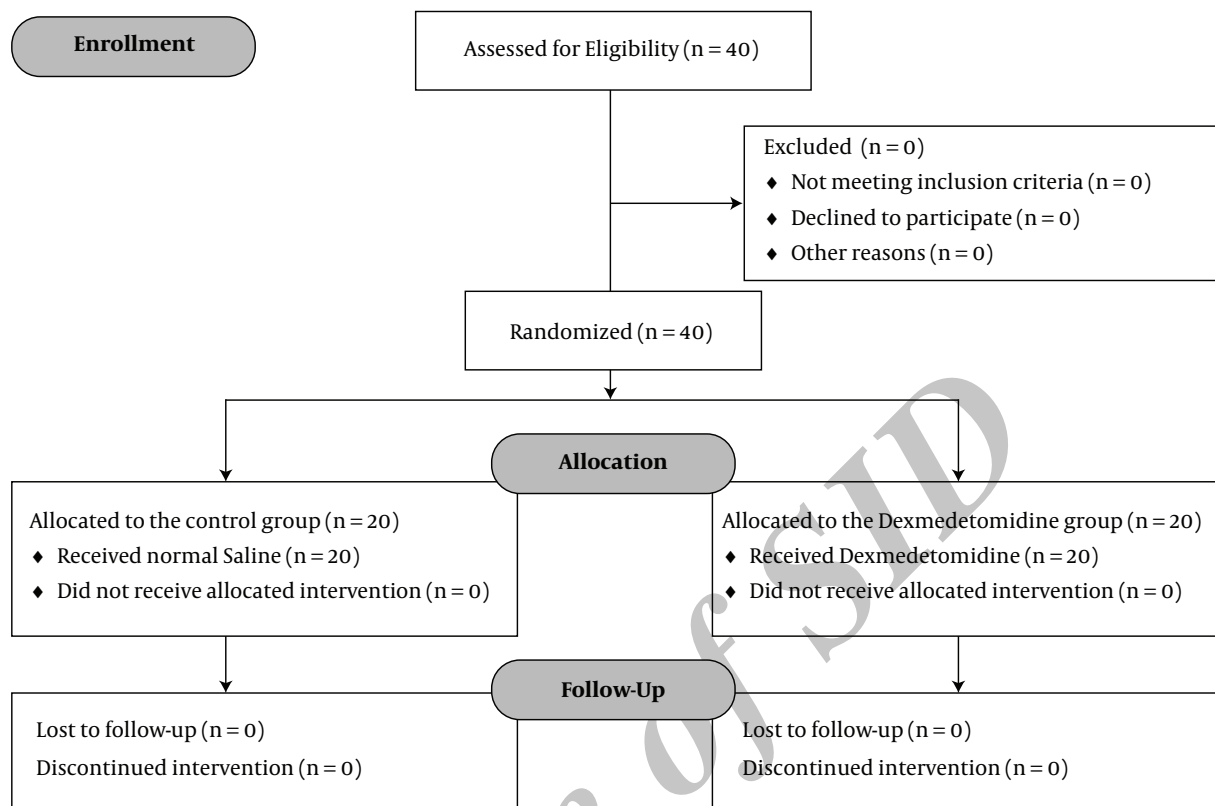 Enrollment
Assessed for Eligibility (n = 40)
Excluded (n = 0)
♦ Not meeting inclusion criteria (n = 0)
♦ Declined to participate (n = 0)
♦ Other reasons (n = 0)
Randomized (n = 40)
Allocation
Allocated to the control group (n = 20)
♦ Received normal Saline (n = 20)
♦ Did not receive allocated intervention (n = 0)
Allocated to the Dexmedetomidine group (n = 20)
♦ Received Dexmedetomidine (n = 20)
♦ Did not receive allocated intervention (n = 0)
Follow-Up
Lost to follow-up (n = 0)
Discontinued intervention (n = 0)
Lost to follow-up (n = 0)
Discontinued intervention (n = 0)
of SID